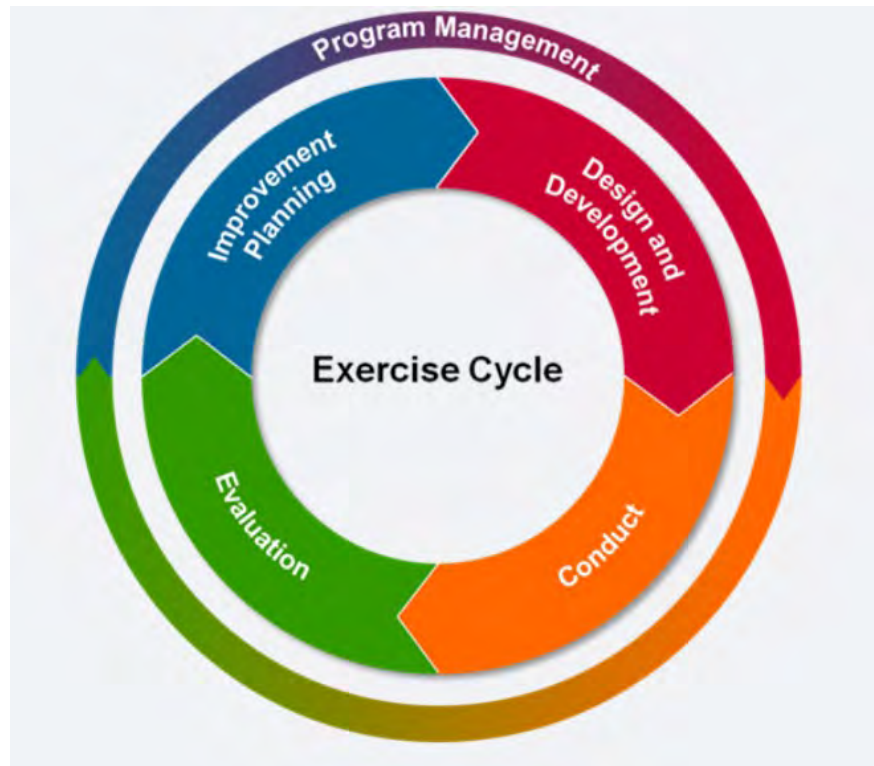 Program Management
Design and
Development
Conduct
Evaluation
Improvement
Planning
Exercise Cycle